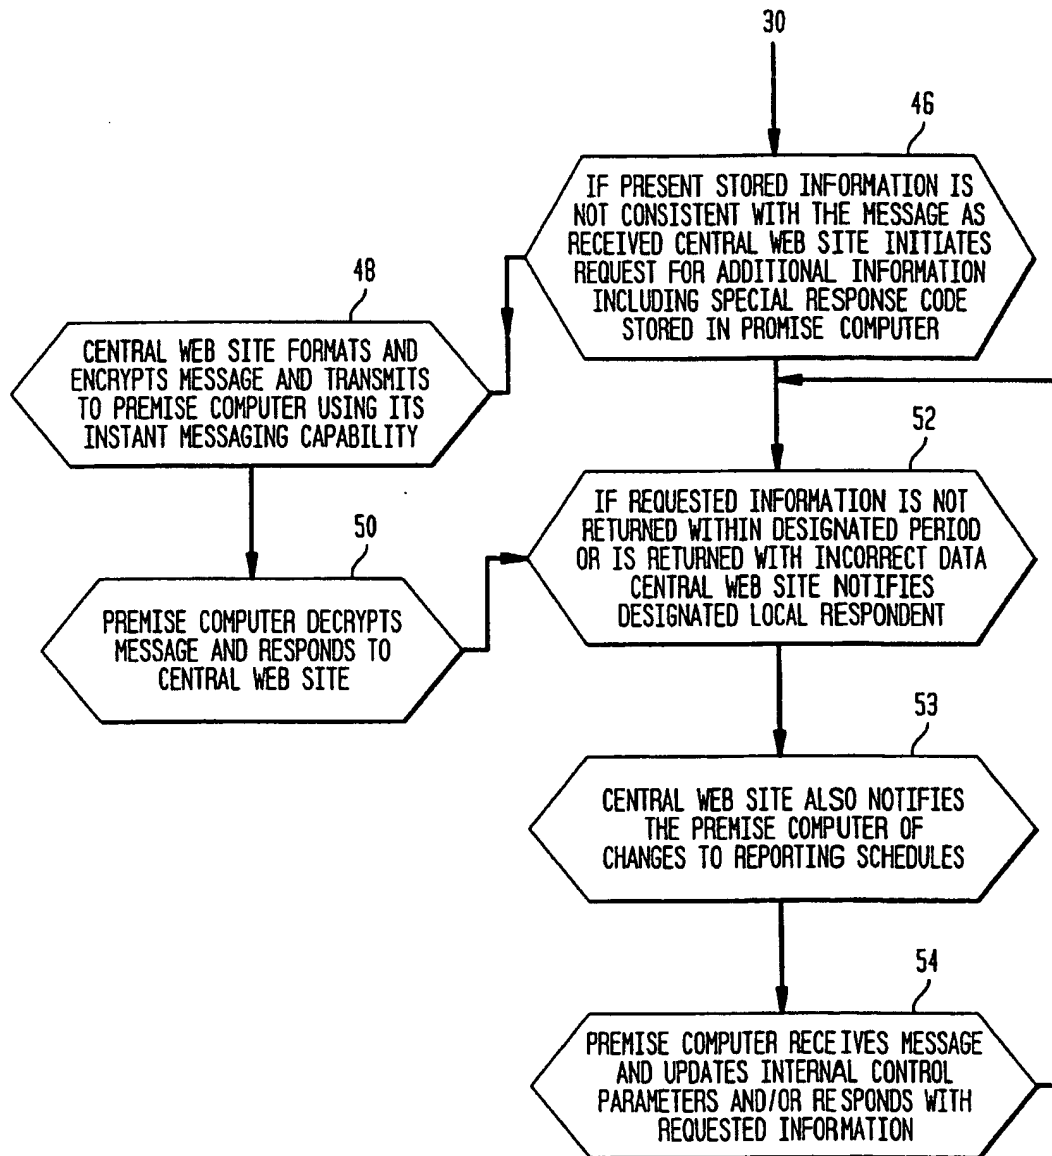 30
46
IF PRESENT STORED INFORMATION IS
NOT CONSISTENT WITH THE MESSAGE AS
RECEIVED CENTRAL WEB SITE INITIATES
REQUEST FOR ADDITIONAL INFORMATION
INCLUDING SPECIAL RESPONSE CODE
STORED IN PROMISE COMPUTER
48
CENTRAL WEB SITE FORMATS AND
ENCRYPTS MESSAGE AND TRANSMITS
TO PREMISE COMPUTER USING ITS
INSTANT MESSAGING CAPABILITY
50
PREMISE COMPUTER DECRYPTS
MESSAGE AND RESPONDS TO
CENTRAL WEB SITE
52
IF REQUESTED INFORMATION IS NOT
RETURNED WITHIN DESIGNATED PERIOD
OR IS RETURNED WITH INCORRECT DATA
CENTRAL WEB SITE NOTIFIES
DESIGNATED LOCAL RESPONDENT
53
CENTRAL WEB SITE ALSO NOTIFIES
THE PREMISE COMPUTER OF
CHANGES TO REPORTING SCHEDULES
54
PREMISE COMPUTER RECEIVES MESSAGE
AND UPDATES INTERNAL CONTROL
PARAMETERS AND/OR RESPONDS WITH
REQUESTED INFORMATION